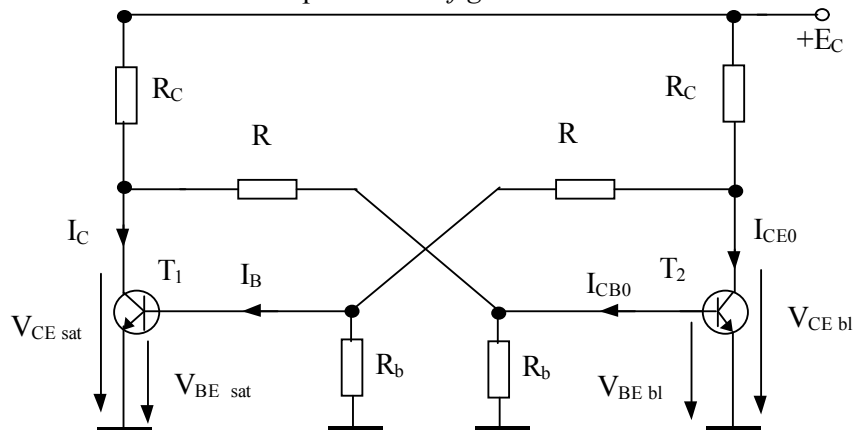 +E_C
R_C
R_C
R
R
I_C
I_CE0
T_1
I_B
I_CB0
T_2
V_CE sat
V_CE bl
R_b
R_b
V_BE sat
V_BE bl